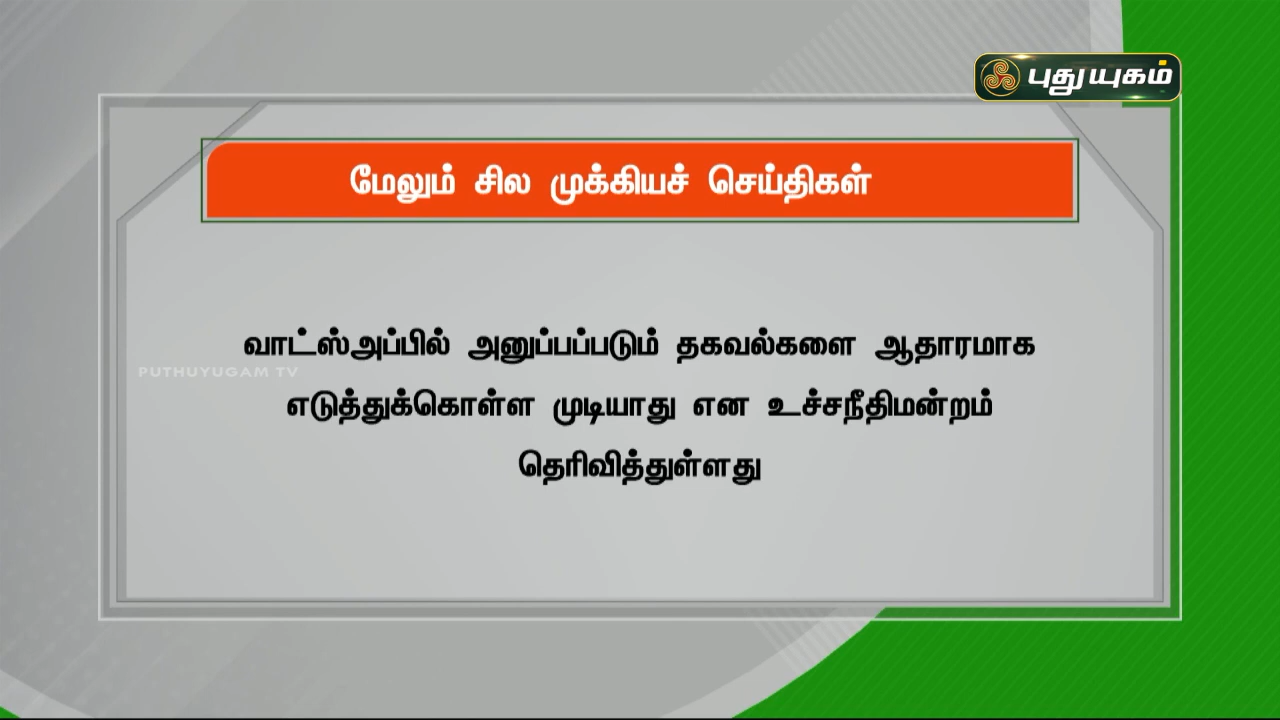 புதுயுகம்
மேலும் சில முக்கியச் செய்திகள்
வாட்ஸ்அப்பில் அனுப்பப்படும் தகவல்களை ஆதாரமாக
PUTHUYUGAM TV
எடுத்துக்கொள்ள முடியாது என உச்சநீதிமன்றம்
தெரிவித்துள்ளது